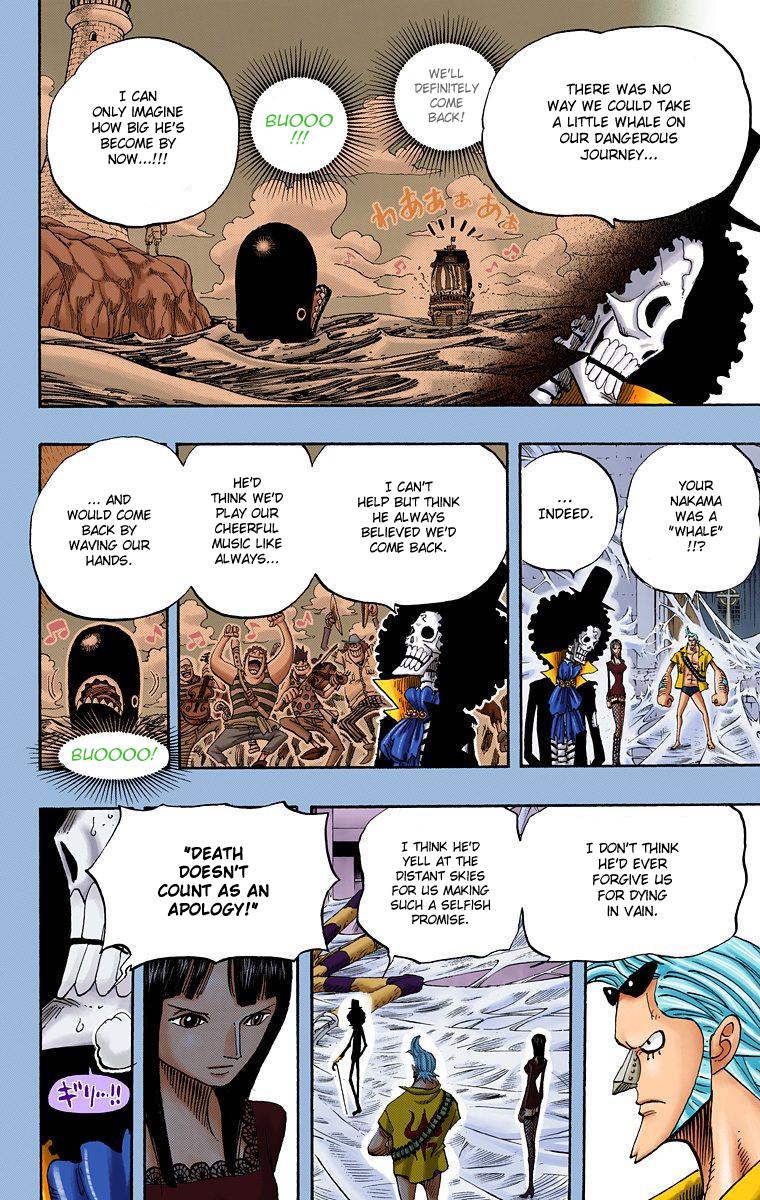 THERE WAS NO
WAY WE COULD TAKE
A LITTLE WHALE ON
OUR DANGEROUS
JOURNEY...
WE'LL
DEFINITELY
COME
BACK!
BUOOO
!!!
I CAN
ONLY IMAGINE
HOW BIG HE'S
BECOME BY
NOW...!!!
わあぁぁあぁ
YOUR
NAKAMA
WAS A
"WHALE"
!!?
...
INDEED.
I CAN'T
HELP BUT THINK
HE ALWAYS
BELIEVED WE'D
COME BACK.
HE'D
THINK WE'D
PLAY OUR
CHEERFUL
MUSIC LIKE
ALWAYS...
... AND
WOULD COME
BACK BY
WAVING OUR
HANDS.
BUOOOO!
I DON'T THINK
HE'D EVER
FORGIVE US
FOR DYING
IN VAIN.
I THINK HE'D
YELL AT THE
DISTANT SKIES
FOR US MAKING
SUCH A SELFISH
PROMISE.
"DEATH
DOESN'T
COUNT AS AN
APOLOGY!"
ギリ…!!